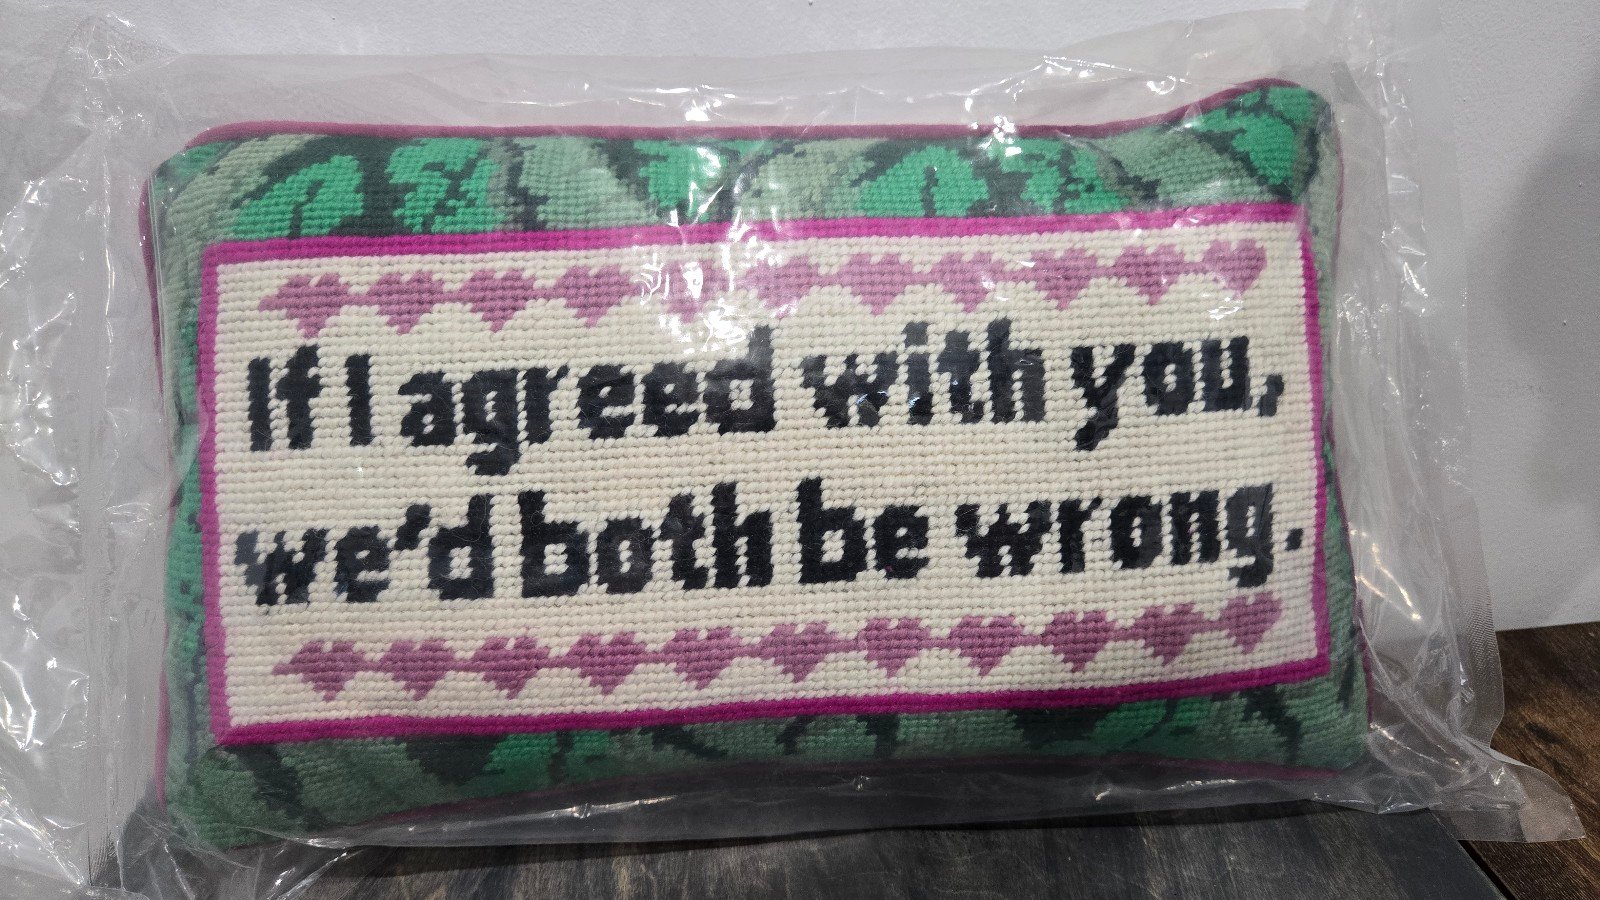 If I agreed with you,
we'd both be wrong.